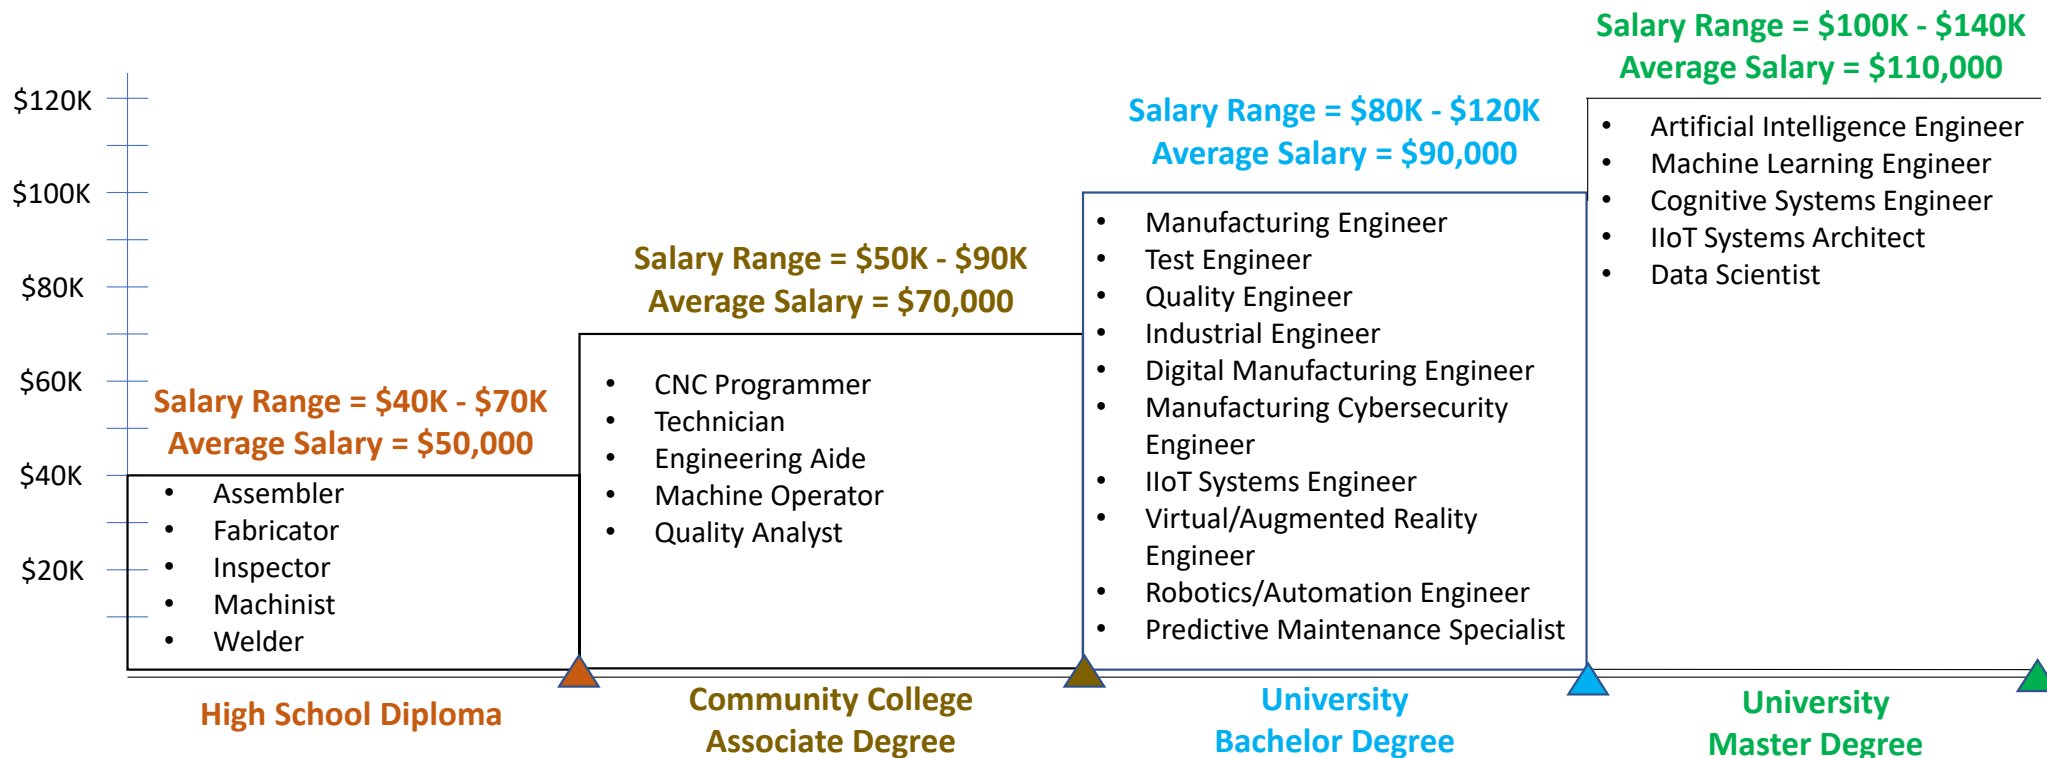 $120K
$100K
$80K
$60K
$40K
$20K
Salary Range = $40K - $70K
Average Salary = $50,000
• Assembler
• Fabricator
• Inspector
• Machinist
• Welder
High School Diploma
Salary Range = $50K - $90K
Average Salary = $70,000
• CNC Programmer
• Technician
• Engineering Aide
• Machine Operator
• Quality Analyst
Community College
Associate Degree
Salary Range = $80K - $120K
Average Salary = $90,000
• Manufacturing Engineer
• Test Engineer
• Quality Engineer
• Industrial Engineer
• Digital Manufacturing Engineer
• Manufacturing Cybersecurity
Engineer
• IIoT Systems Engineer
• Virtual/Augmented Reality
Engineer
• Robotics/Automation Engineer
• Predictive Maintenance Specialist
University
Bachelor Degree
Salary Range = $100K - $140K
Average Salary = $110,000
• Artificial Intelligence Engineer
• Machine Learning Engineer
• Cognitive Systems Engineer
• IIoT Systems Architect
• Data Scientist
University
Master Degree